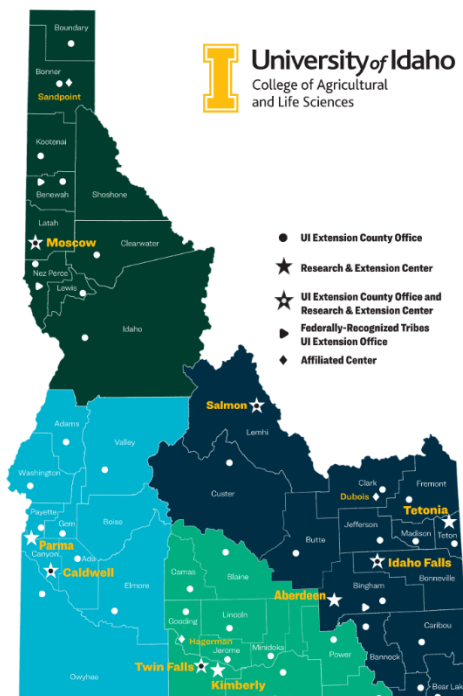 University of Idaho
College of Agricultural
and Life Sciences
Boundary
Bonner
Sandpoint
Kootenai
Benewah
Shoshone
Latah
Moscow
Clearwater
Nez Perce
Lewis
Idaho
UI Extension County Office
Research & Extension Center
UI Extension County Office and
Research & Extension Center
Federally-Recognized Tribes
UI Extension Office
Affiliated Center
Salmon
Lemhi
Adams
Valley
Washington
Custer
Clark
Fremont
Dubois
Tetonia
Payette
Gem
Boise
Butte
Jefferson
Madison
Teton
Parma
Canyon
Ada
Caldwell
Idaho Falls
Bonneville
Elmore
Camas
Blaine
Aberdeen
Bingham
Gooding
Lincoln
Caribou
Hagerman
Jerome
Minidoka
Power
Bannock
Twin Falls
Kimberly
Owyhee
Bear Lake